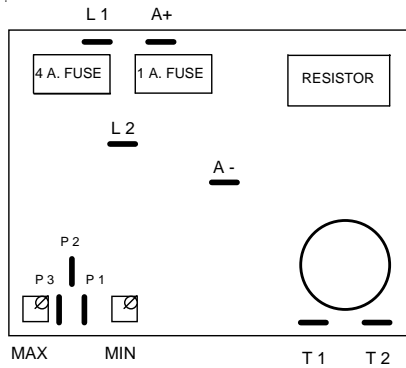 L 1 A+
4 A. FUSE 1 A. FUSE RESISTOR
L 2
A -
P 2
P 3 P 1
MAX MIN T 1 T 2